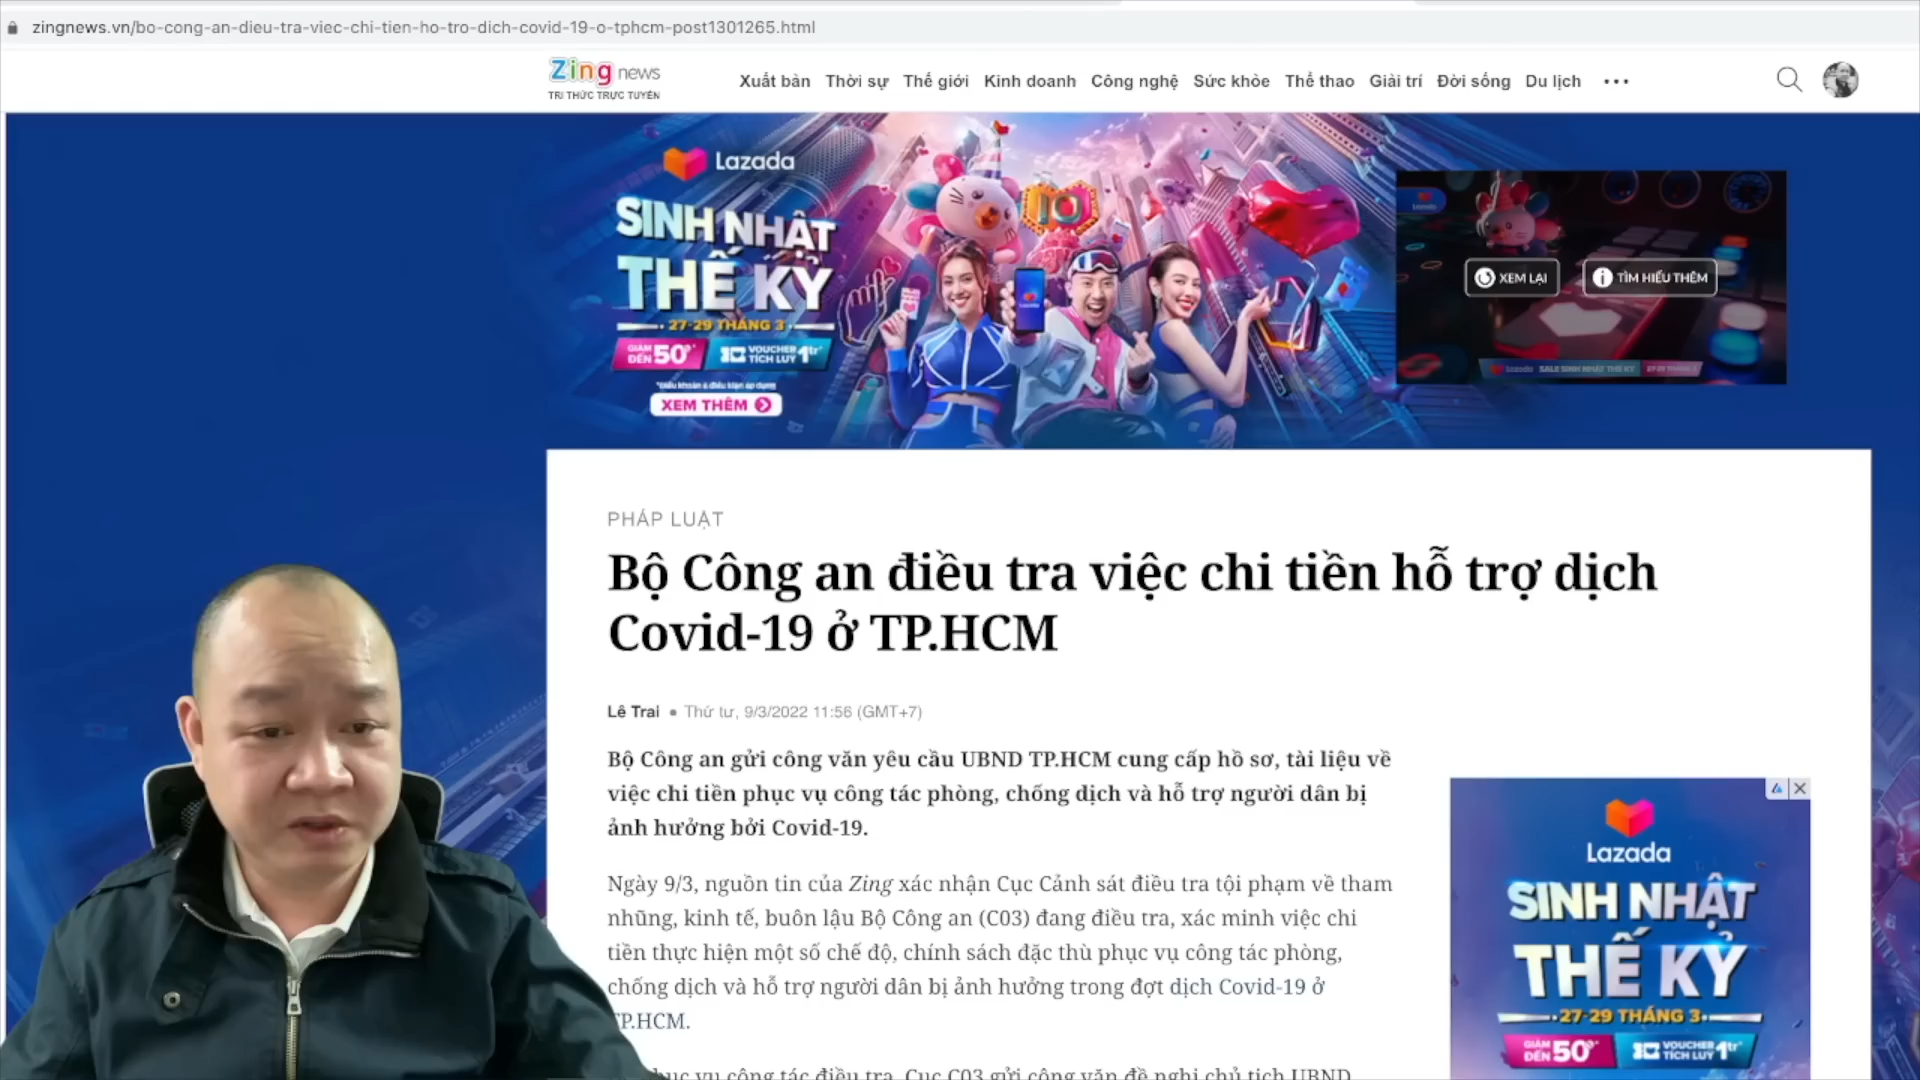 zingnews.vn/bo-cong-an-dieu-tra-viec-chi-tien-ho-tro-dich-covid-19-o-tphcm-post1301265.html
Zing news
TRI THỨC TRỰC TUYẾN
Xuất bản Thời sự Thế giới Kinh doanh Công nghệ Sức khỏe Thể thao Giải trí Đời sống Du lịch •••
Lazada
SINH NHẬT
THẾ KỶ
27-29 THÁNG 3
GIẢM ĐẾN 50%*
VOUCHER TÍCH LŨY 1tr*
*Điều khoản & điều kiện áp dụng
XEM THÊM
10
Lazada
XEM LẠI
TÌM HIỂU THÊM
Lazada SALE SINH NHẬT THẾ KỶ 27-29 THÁNG 3
PHÁP LUẬT
Bộ Công an điều tra việc chi tiền hỗ trợ dịch
Covid-19 ở TP.HCM
Lê Trai • Thứ tư, 9/3/2022 11:56 (GMT+7)
Bộ Công an gửi công văn yêu cầu UBND TP.HCM cung cấp hồ sơ, tài liệu về
việc chi tiền phục vụ công tác phòng, chống dịch và hỗ trợ người dân bị
ảnh hưởng bởi Covid-19.
Ngày 9/3, nguồn tin của Zing xác nhận Cục Cảnh sát điều tra tội phạm về tham
nhũng, kinh tế, buôn lậu Bộ Công an (C03) đang điều tra, xác minh việc chi
tiền thực hiện một số chế độ, chính sách đặc thù phục vụ công tác phòng,
chống dịch và hỗ trợ người dân bị ảnh hưởng trong đợt dịch Covid-19 ở
TP.HCM.
phục vụ công tác điều tra, Cục C03 gửi công văn đề nghị chủ tịch UBND
Lazada
SINH NHẬT
THẾ KỶ
27-29 THÁNG 3
GIẢM ĐẾN 50%*
VOUCHER TÍCH LŨY 1tr*